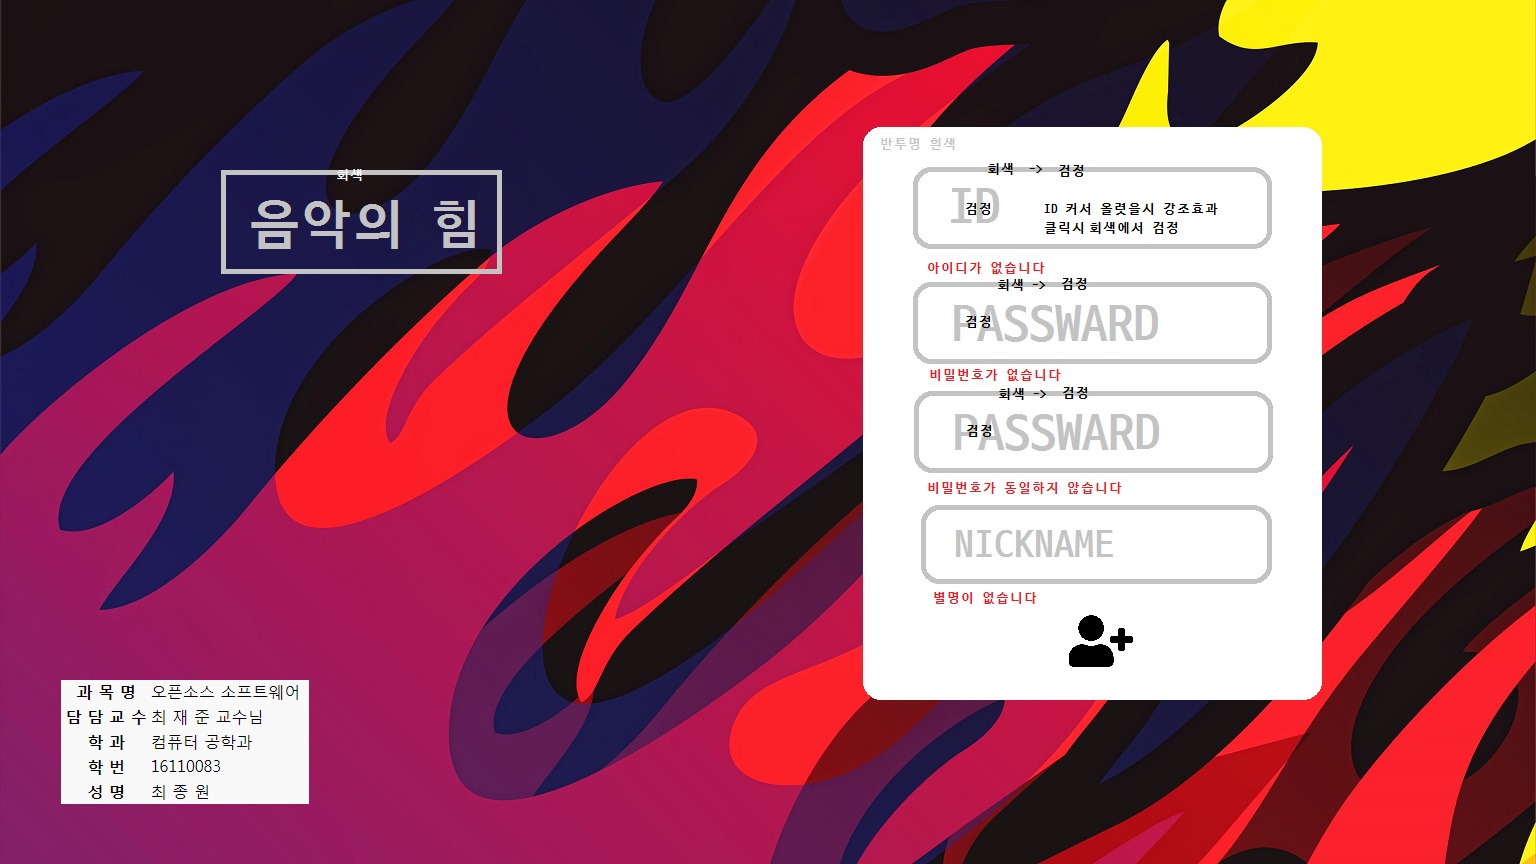 회색
음악의 힘
반투명 흰색
회색 -> 검정
ID
검정
ID 커서 올렷을시 강조효과
클릭시 회색에서 검정
아이디가 없습니다
회색 -> 검정
PASSWARD
검정
비밀번호가 없습니다
회색 -> 검정
PASSWARD
검정
비밀번호가 동일하지 않습니다
NICKNAME
별명이 없습니다
과 목 명 오픈소스 소프트웨어
담 담 교 수 최 재 준 교수님
학 과 컴퓨터 공학과
학 번 16110083
성 명 최 종 원